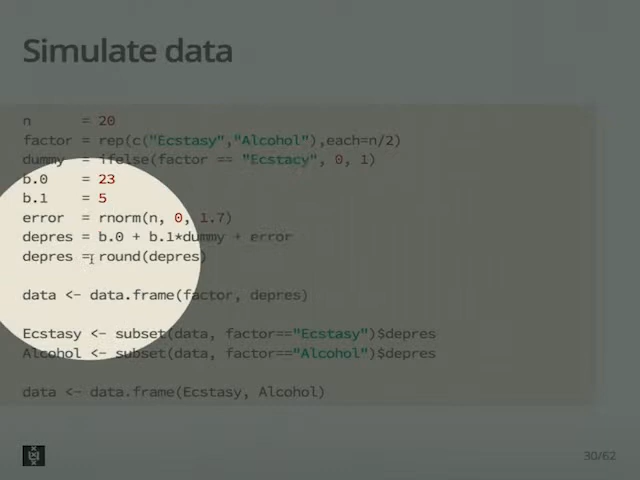 Simulate data
n      = 20
factor = rep(c("Ecstasy","Alcohol"),each=n/2)
dummy  = ifelse(factor == "Ecstacy", 0, 1)
b.0    = 23
b.1    = 5
error  = rnorm(n, 0, 1.7)
depres = b.0 + b.1*dummy + error
depres = round(depres)
data <- data.frame(factor, depres)
Ecstasy <- subset(data, factor=="Ecstasy")$depres
Alcohol <- subset(data, factor=="Alcohol")$depres
data <- data.frame(Ecstasy, Alcohol)
30/62